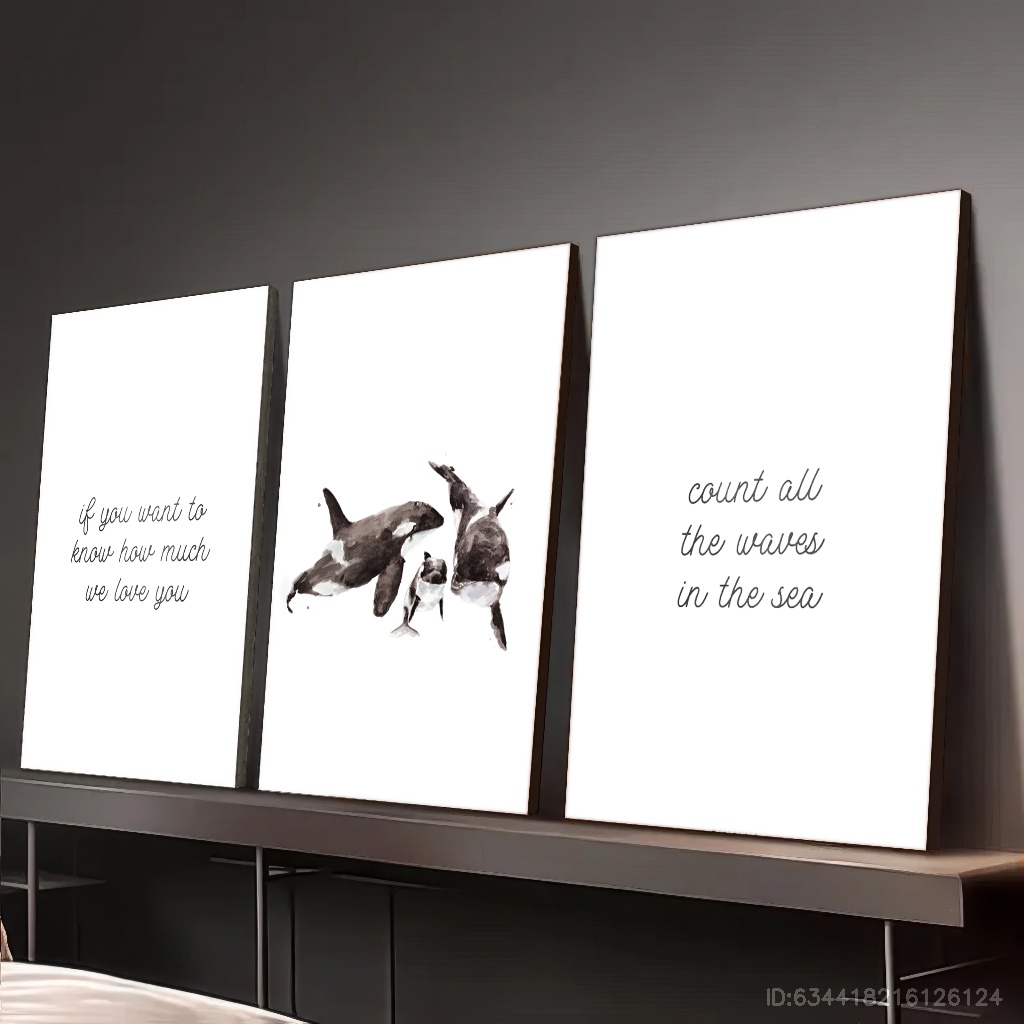 if you want to
know how much
we love you
count all
the waves
in the sea
ID:634418216126124